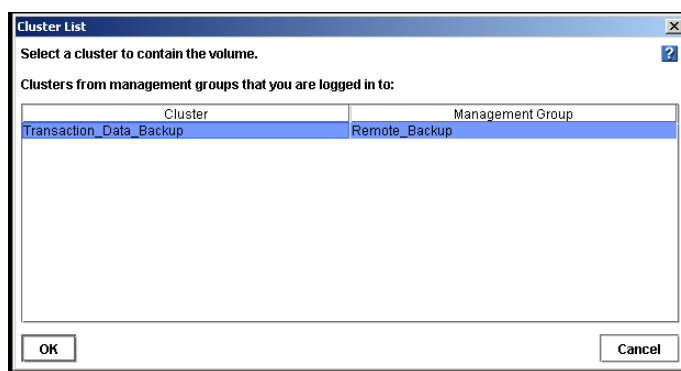 Cluster List
Select a cluster to contain the volume.
?
Clusters from management groups that you are logged in to:
Cluster Management Group
Transaction_Data_Backup Remote_Backup
OK Cancel